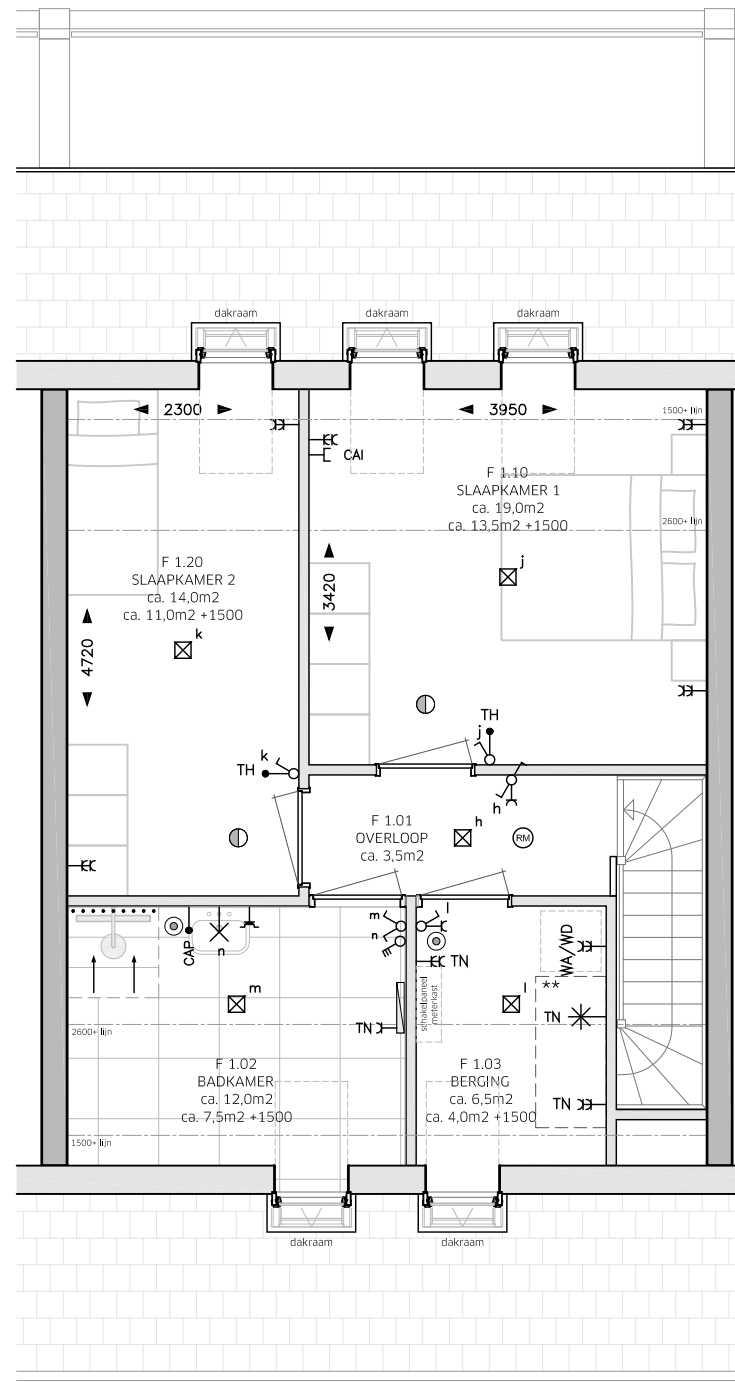 dakraam
dakraam
dakraam
2300
3950
1500+ lijn
CAI
F 1.10
SLAAPKAMER 1
ca. 19,0m2
ca. 13,5m2 +1500
2600+ lijn
j
3420
F 1.20
SLAAPKAMER 2
ca. 14,0m2
ca. 11,0m2 +1500
k
4720
TH
j
k
TH
h
F 1.01
OVERLOOP
ca. 3,5m2
h
RM
m
n
l
CAP
n
TN
WA/WD
schakelpaneel
meterkast
**
m
l
TN
TN
2600+ lijn
F 1.02
BADKAMER
ca. 12,0m2
ca. 7,5m2 +1500
F 1.03
BERGING
ca. 6,5m2
ca. 4,0m2 +1500
TN
1500+ lijn
dakraam
dakraam